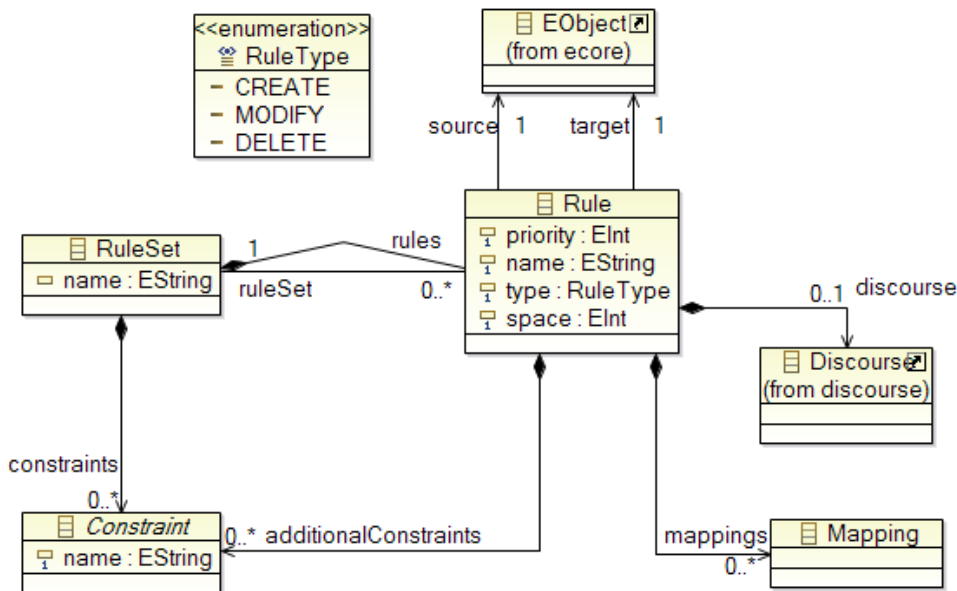 <<enumeration>>
RuleType
CREATE
MODIFY
DELETE
EObject
(from ecore)
source 1 target 1
Rule
priority : EInt
name : EString
type : RuleType
space : EInt
RuleSet
name : EString
1 rules
ruleSet 0..*
0..1 discourse
Discourse
(from discourse)
constraints
0..*
Constraint
name : EString
0..* additionalConstraints
mappings
0..*
Mapping